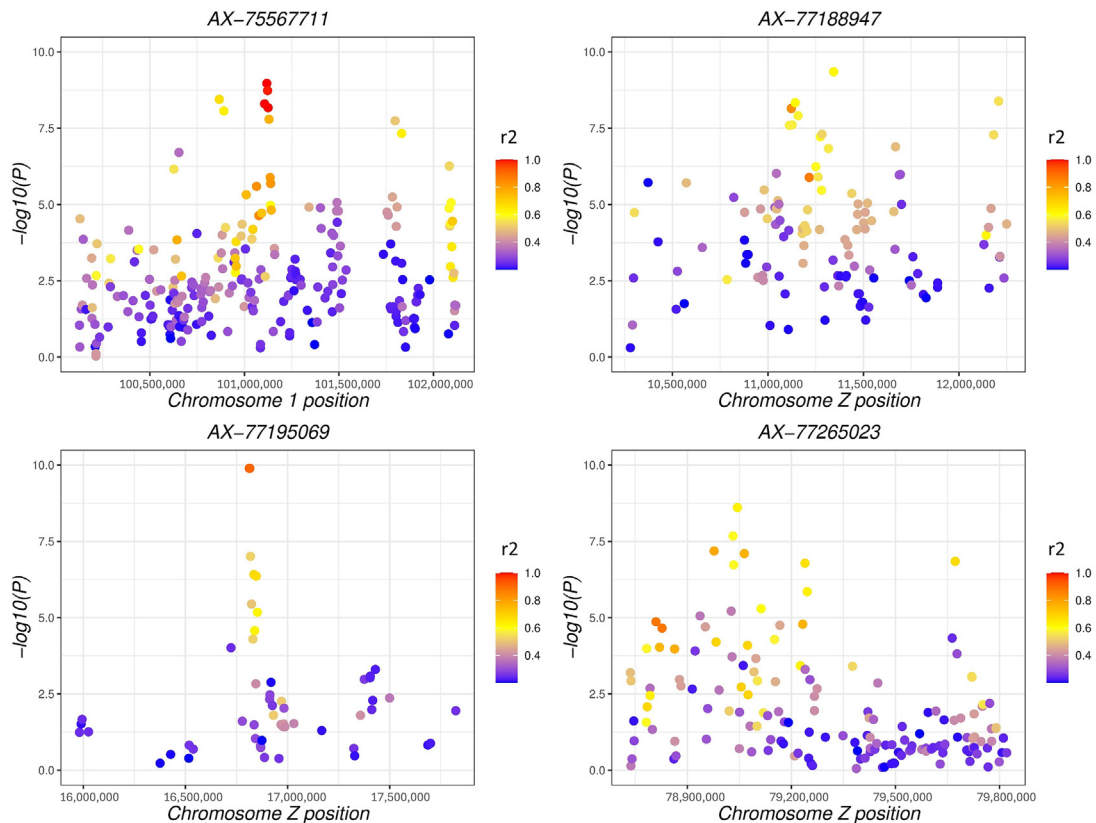 AX-75567711
10.0
7.5
5.0
2.5
0.0
-log10(P)
100,500,000 101,000,000 101,500,000 102,000,000
Chromosome 1 position
r2
1.0
0.8
0.6
0.4
AX-77188947
10.0
7.5
5.0
2.5
0.0
-log10(P)
10,500,000 11,000,000 11,500,000 12,000,000
Chromosome Z position
r2
1.0
0.8
0.6
0.4
AX-77195069
10.0
7.5
5.0
2.5
0.0
-log10(P)
16,000,000 16,500,000 17,000,000 17,500,000
Chromosome Z position
r2
1.0
0.8
0.6
0.4
AX-77265023
10.0
7.5
5.0
2.5
0.0
-log10(P)
78,900,000 79,200,000 79,500,000 79,800,000
Chromosome Z position
r2
1.0
0.8
0.6
0.4